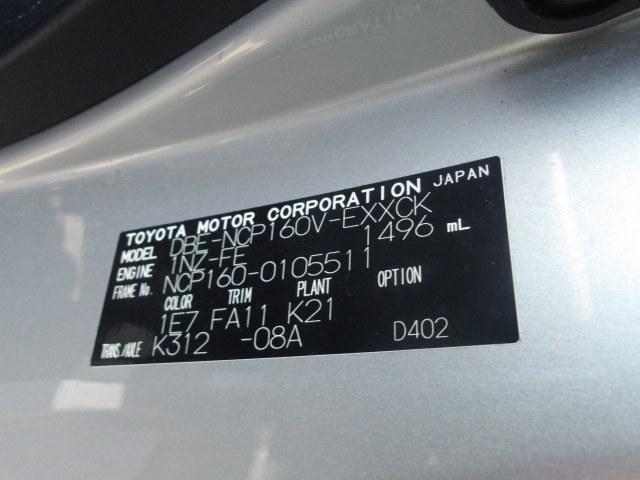 TOYOTA MOTOR CORPORATION JAPAN
MODEL DBE-NCP160V-EXXCK
ENGINE 1NZ-FE 1496 mL
FRAME No. NCP160-0105511
COLOR TRIM PLANT OPTION
1E7 FA11 K21
TRANS./AXLE K312 -08A D402